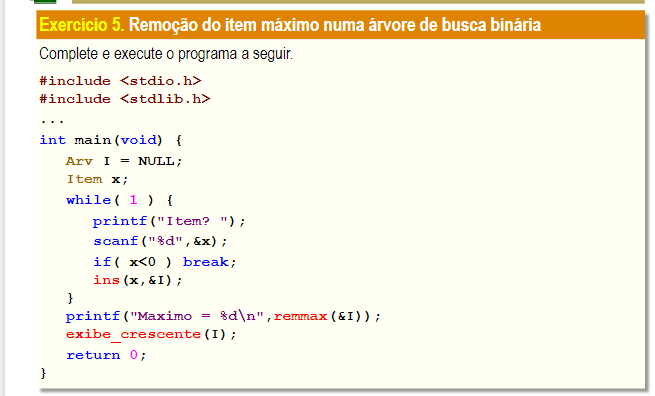 Exercício 5. Remoção do item máximo numa árvore de busca binária
Complete e execute o programa a seguir.
#include <stdio.h>
#include <stdlib.h>
...
int main(void) {
   Arv I = NULL;
   Item x;
   while( 1 ) {
      printf("Item? ");
      scanf("%d",&x);
      if( x<0 ) break;
      ins(x,&I);
   }
   printf("Maximo = %d\n",remmax(&I));
   exibe_crescente(I);
   return 0;
}